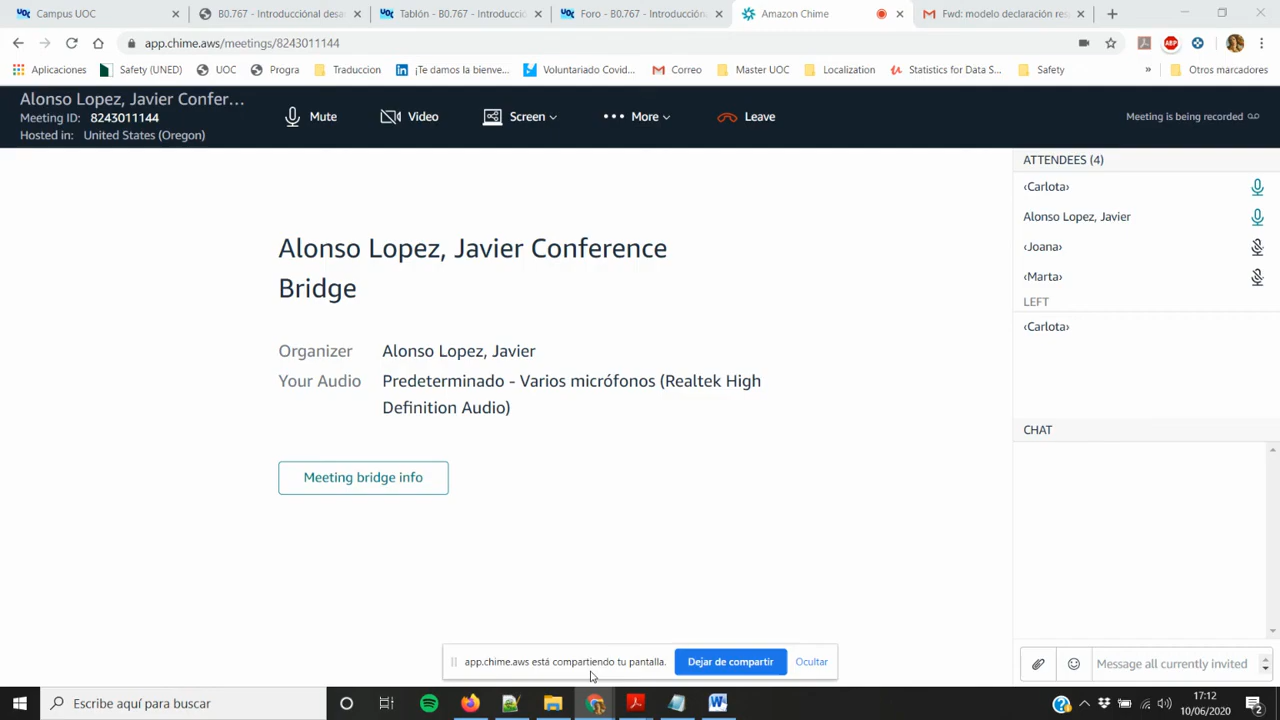 Campus UOC
B0.767 - Introducciónal desa
Tablón - B0.767 - Introducció
Foro - B0.767 - Introducción
Amazon Chime
Fwd: modelo declaración res
app.chime.aws/meetings/8243011144
Aplicaciones
Safety (UNED)
UOC
Progra
Traduccion
¡Te damos la bienve...
Voluntariado Covid...
Correo
Master UOC
Localization
Statistics for Data S...
Safety
»
Otros marcadores
Alonso Lopez, Javier Confer...
Meeting ID: 8243011144
Hosted in: United States (Oregon)
Mute
Video
Screen
More
Leave
Meeting is being recorded
ATTENDEES (4)
‹Carlota›
Alonso Lopez, Javier
‹Joana›
‹Marta›
LEFT
‹Carlota›
Alonso Lopez, Javier Conference
Bridge
Organizer Alonso Lopez, Javier
Your Audio Predeterminado - Varios micrófonos (Realtek High
Definition Audio)
Meeting bridge info
CHAT
app.chime.aws está compartiendo tu pantalla.
Dejar de compartir
Ocultar
Message all currently invited
Escribe aquí para buscar
17:12
10/06/2020
2